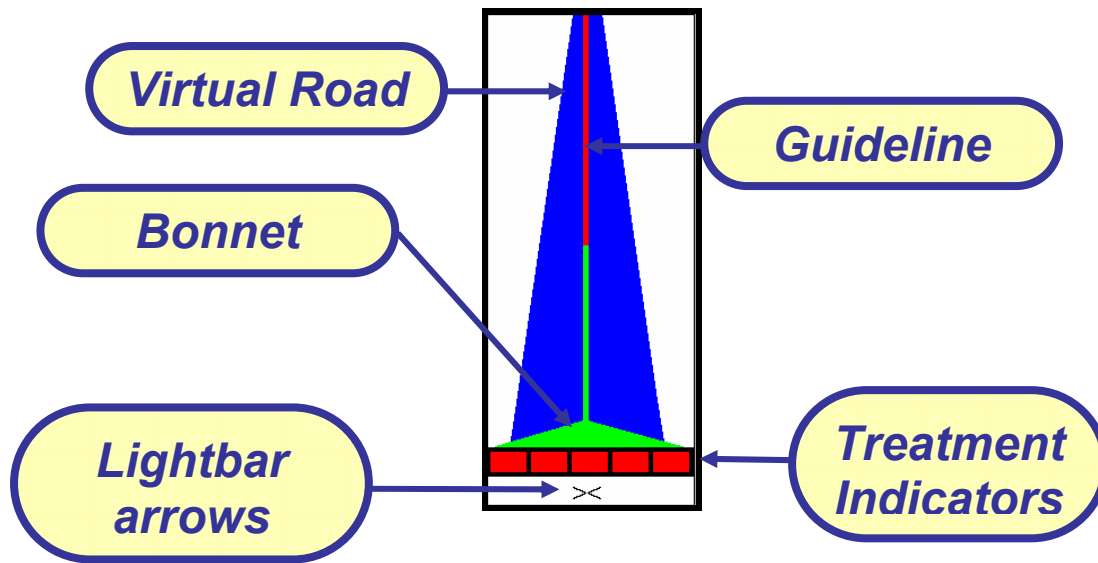 Virtual Road
Guideline
Bonnet
Lightbar
arrows
Treatment
Indicators
><